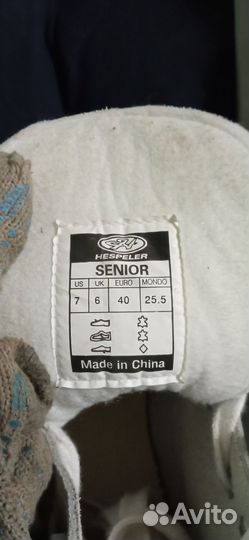 HESPELER
SENIOR
US UK EURO MONDO
7 6 40 25.5
Made in China
Avito